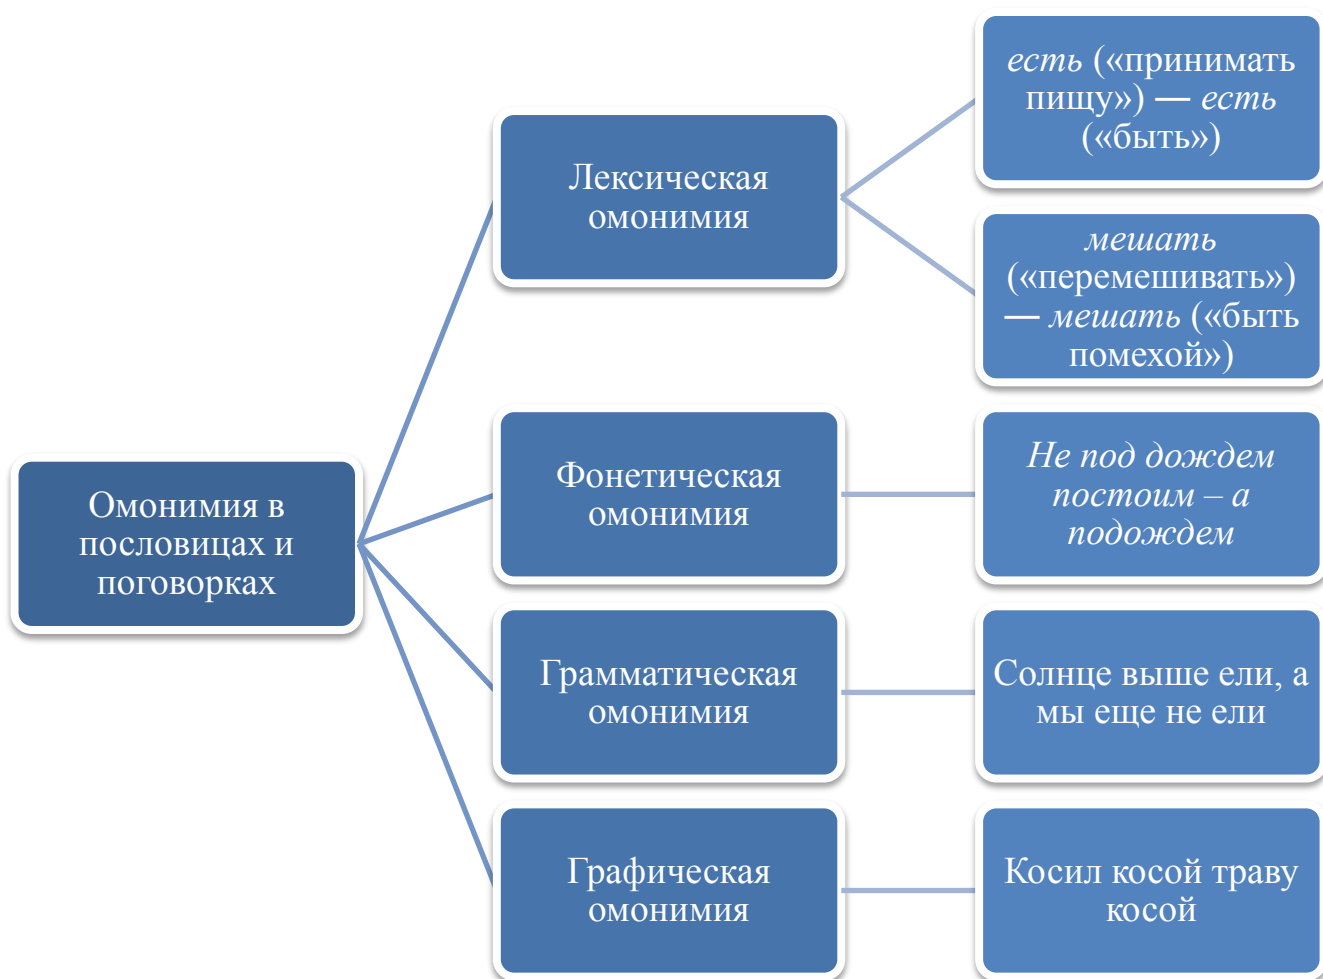 Омонимия в
пословицах и
поговорках
Лексическая
омонимия
есть («принимать
пищу») — есть
(«быть»)
мешать
(«перемешивать»)
— мешать («быть
помехой»)
Фонетическая
омонимия
Не под дождем
постоим – а
подождем
Грамматическая
омонимия
Солнце выше ели, а
мы еще не ели
Графическая
омонимия
Косил косой траву
косой